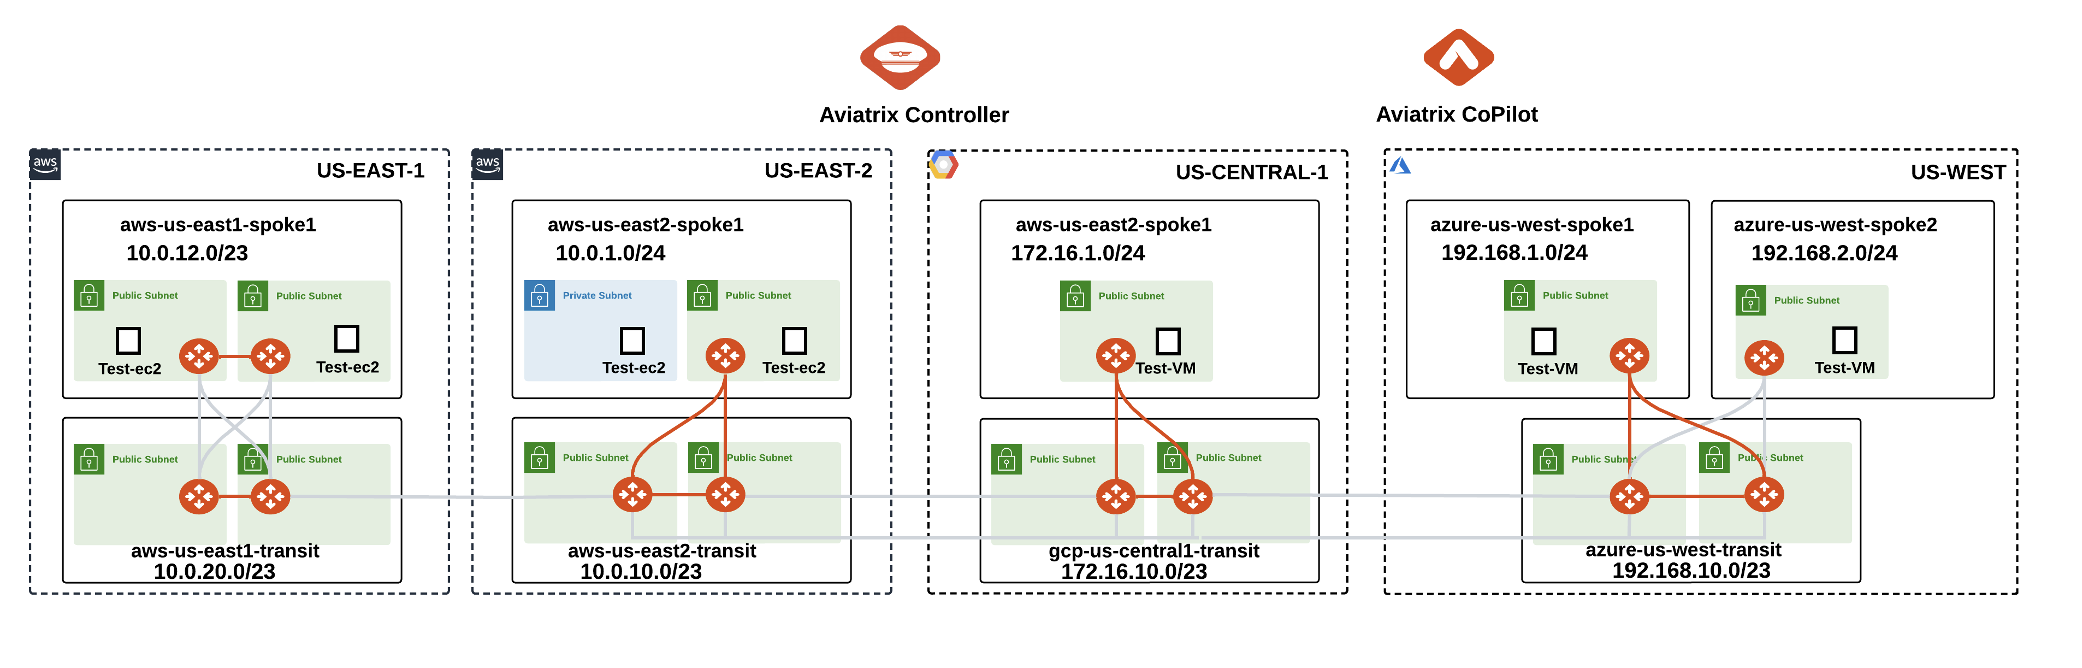 Aviatrix Controller
Aviatrix CoPilot
aws
US-EAST-1
aws-us-east1-spoke1
10.0.12.0/23
Public Subnet
Public Subnet
Test-ec2
Test-ec2
Public Subnet
Public Subnet
aws-us-east1-transit
10.0.20.0/23
aws
US-EAST-2
aws-us-east2-spoke1
10.0.1.0/24
Private Subnet
Public Subnet
Test-ec2
Test-ec2
Public Subnet
Public Subnet
aws-us-east2-transit
10.0.10.0/23
US-CENTRAL-1
aws-us-east2-spoke1
172.16.1.0/24
Public Subnet
Test-VM
Public Subnet
Public Subnet
gcp-us-central1-transit
172.16.10.0/23
US-WEST
azure-us-west-spoke1
192.168.1.0/24
Public Subnet
Test-VM
azure-us-west-spoke2
192.168.2.0/24
Public Subnet
Test-VM
Public Subnet
Public Subnet
azure-us-west-transit
192.168.10.0/23